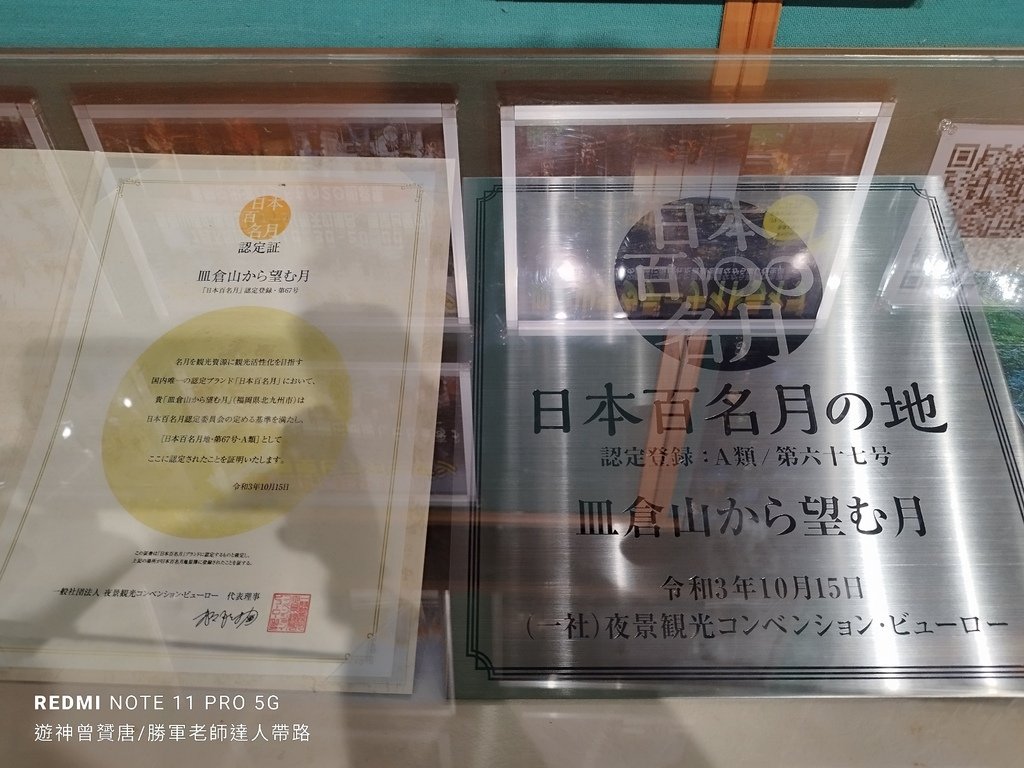 日本
百
名月
認定証
皿倉山から望む月
「日本百名月」認定登録・第67号
名月を観光資源に観光活性化を目指す
国内唯一の認定ブランド「日本百名月」において、
貴「皿倉山から望む月」(福岡県北九州市)は
日本百名月認定委員会の定める基準を満たし、
「日本百名月地・第67号・A類」として
ここに認定されたことを証明いたします。
令和3年10月15日
一般社団法人 夜景観光コンベンション・ビューロー 代表理事
日本
百100
名月
日本百名月の地
認定登録:A類/第六十七号
皿倉山から望む月
令和3年10月15日
(一社)夜景観光コンベンション・ビューロー
REDMI NOTE 11 PRO 5G
遊神曾贇唐/勝軍老師達人帶路